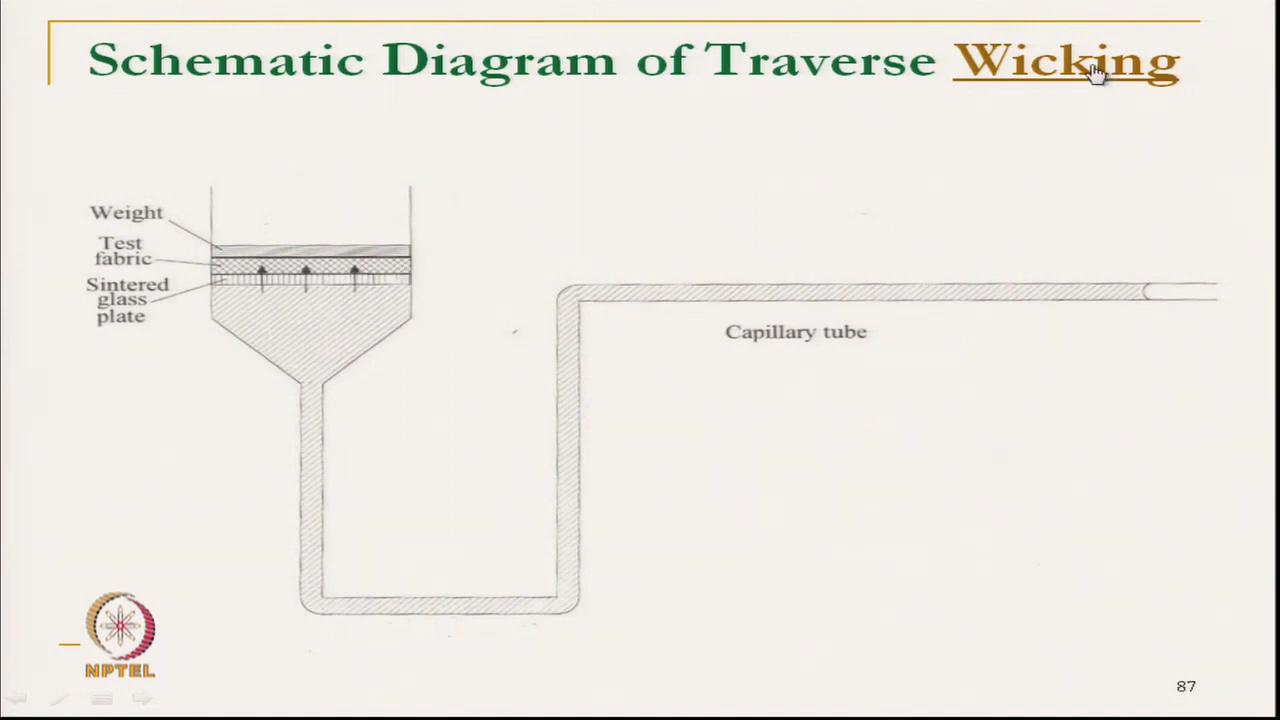 Schematic Diagram of Traverse Wicking
Weight
Test
fabric
Sintered
glass
plate
Capillary tube
NPTEL
87